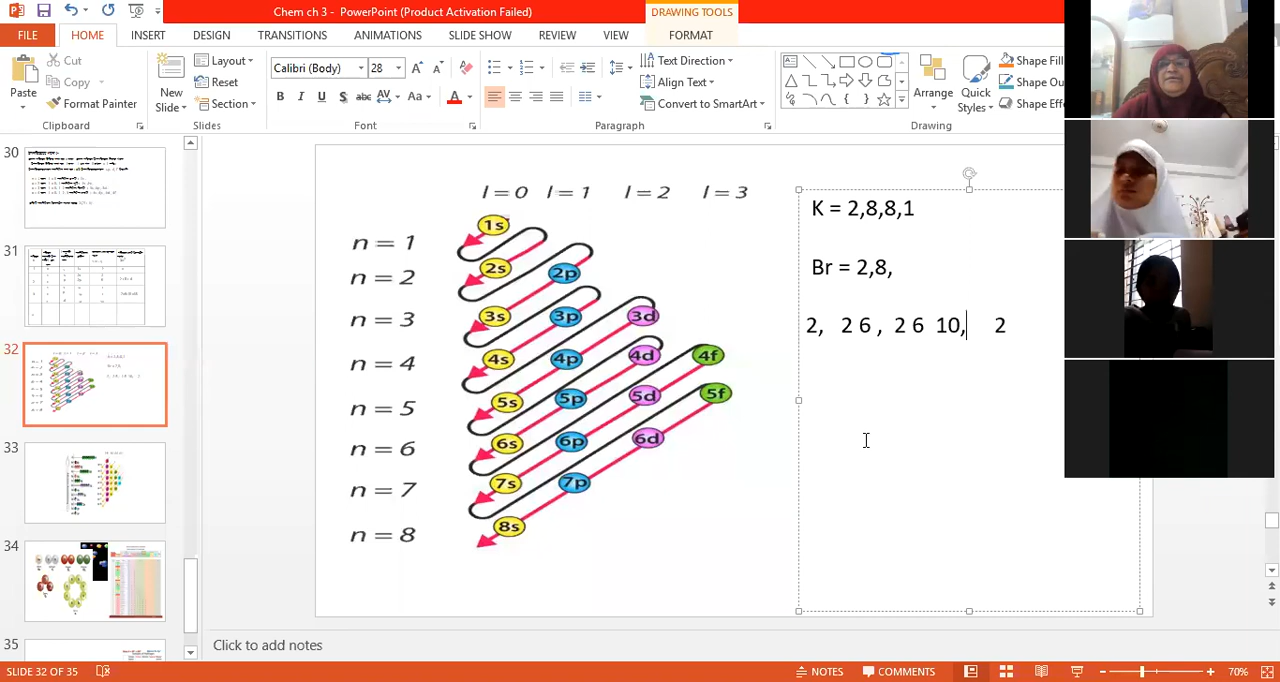 Chem ch 3 - PowerPoint (Product Activation Failed)
DRAWING TOOLS
FILE HOME INSERT DESIGN TRANSITIONS ANIMATIONS SLIDE SHOW REVIEW VIEW FORMAT
Paste
Cut
Copy
Format Painter
Clipboard
New Slide
Layout
Reset
Section
Slides
Calibri (Body) 28
B I U S abc AV Aa A
Font
Text Direction
Align Text
Convert to SmartArt
Paragraph
Arrange
Quick Styles
Shape Fill
Drawing
30
31
32
33
34
35
l = 0 l = 1 l = 2 l = 3
n = 1 1s
n = 2 2s 2p
n = 3 3s 3p 3d
n = 4 4s 4p 4d 4f
n = 5 5s 5p 5d 5f
n = 6 6s 6p 6d
n = 7 7s 7p
n = 8 8s
K = 2,8,8,1
Br = 2,8,
2, 2 6 , 2 6 10, 2
Click to add notes
SLIDE 32 OF 35 NOTES COMMENTS 70%